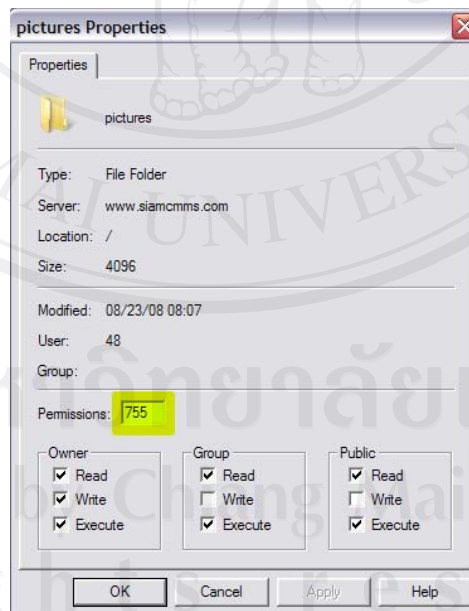 pictures Properties
Properties
pictures
Type: File Folder
Server: www.siamcmms.com
Location: /
Size: 4096
Modified: 08/23/08 08:07
User: 48
Group:
Permissions: 755
Owner Group Public
Read Read Read
Write Write Write
Execute Execute Execute
OK Cancel Apply Help